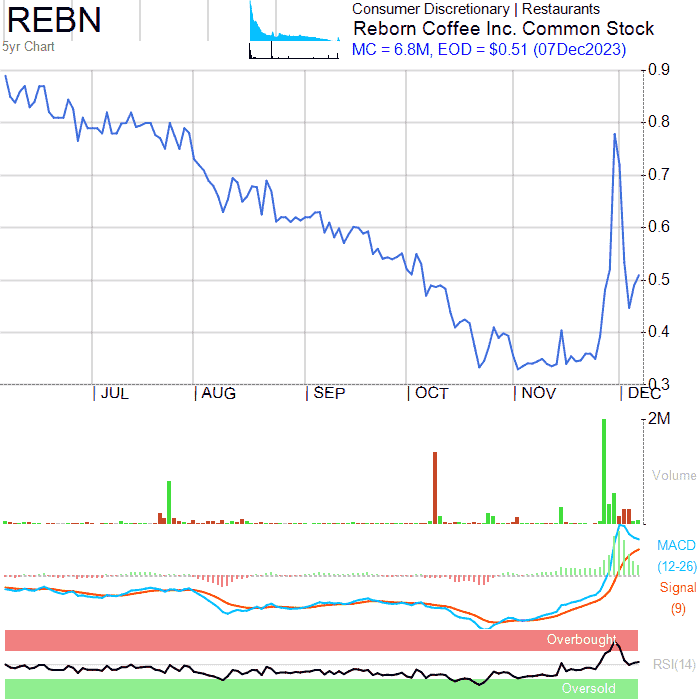 REBN
5yr Chart
Consumer Discretionary | Restaurants
Reborn Coffee Inc. Common Stock
MC = 6.8M, EOD = $0.51 (07Dec2023)
0.9
0.8
0.7
0.6
0.5
0.4
0.3
JUL AUG SEP OCT NOV DEC
2M
Volume
MACD
(12-26)
Signal
(9)
Overbought
RSI(14)
Oversold